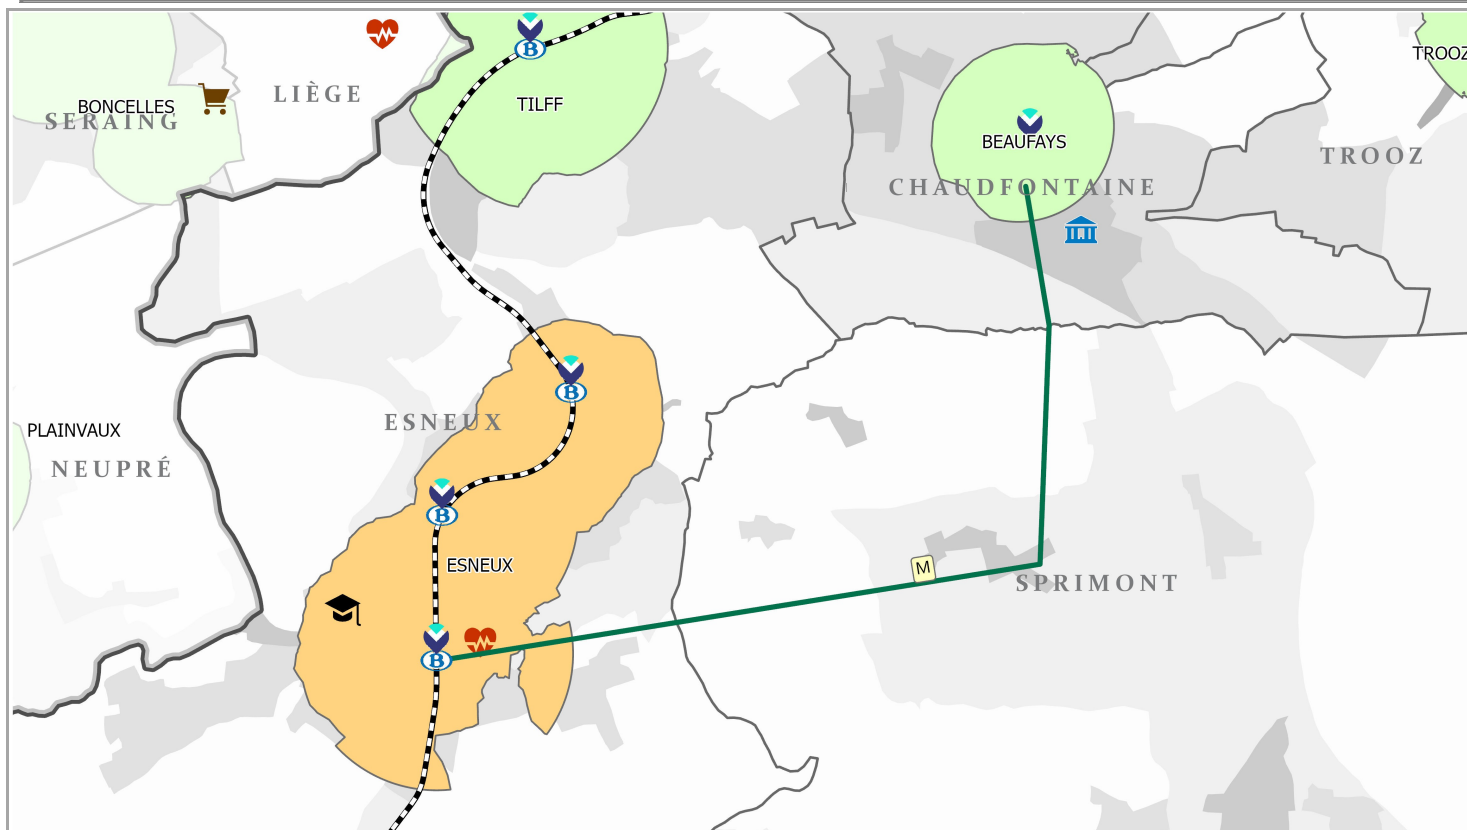 B
TROOZ
LIÈGE
BONCELLES
SERAING
TILFF
BEAUFAYS
TROOZ
CHAUDFONTAINE
B
ESNEUX
PLAINVAUX
NEUPRÉ
B
ESNEUX
M
SPRIMONT
B